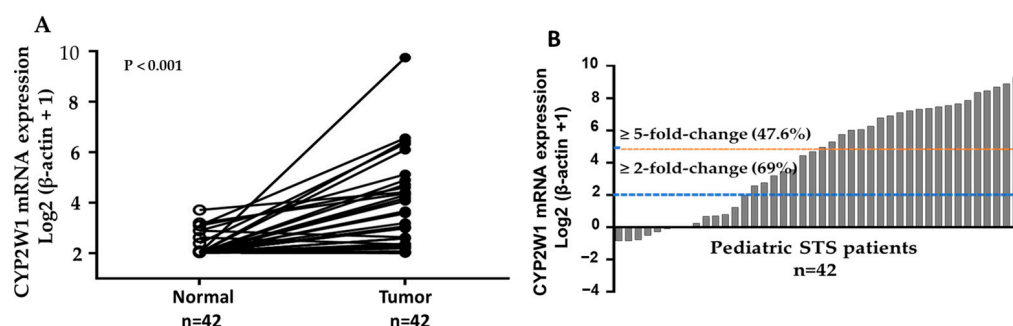 A
CYP2W1 mRNA expression
Log2 (β-actin + 1)
10
8
6
4
2
P < 0.001
Normal
n=42
Tumor
n=42
B
CYP2W1 mRNA expression
Log2 (β-actin +1)
10
8
6
4
2
0
−2
−4
≥ 5-fold-change (47.6%)
≥ 2-fold-change (69%)
Pediatric STS patients
n=42